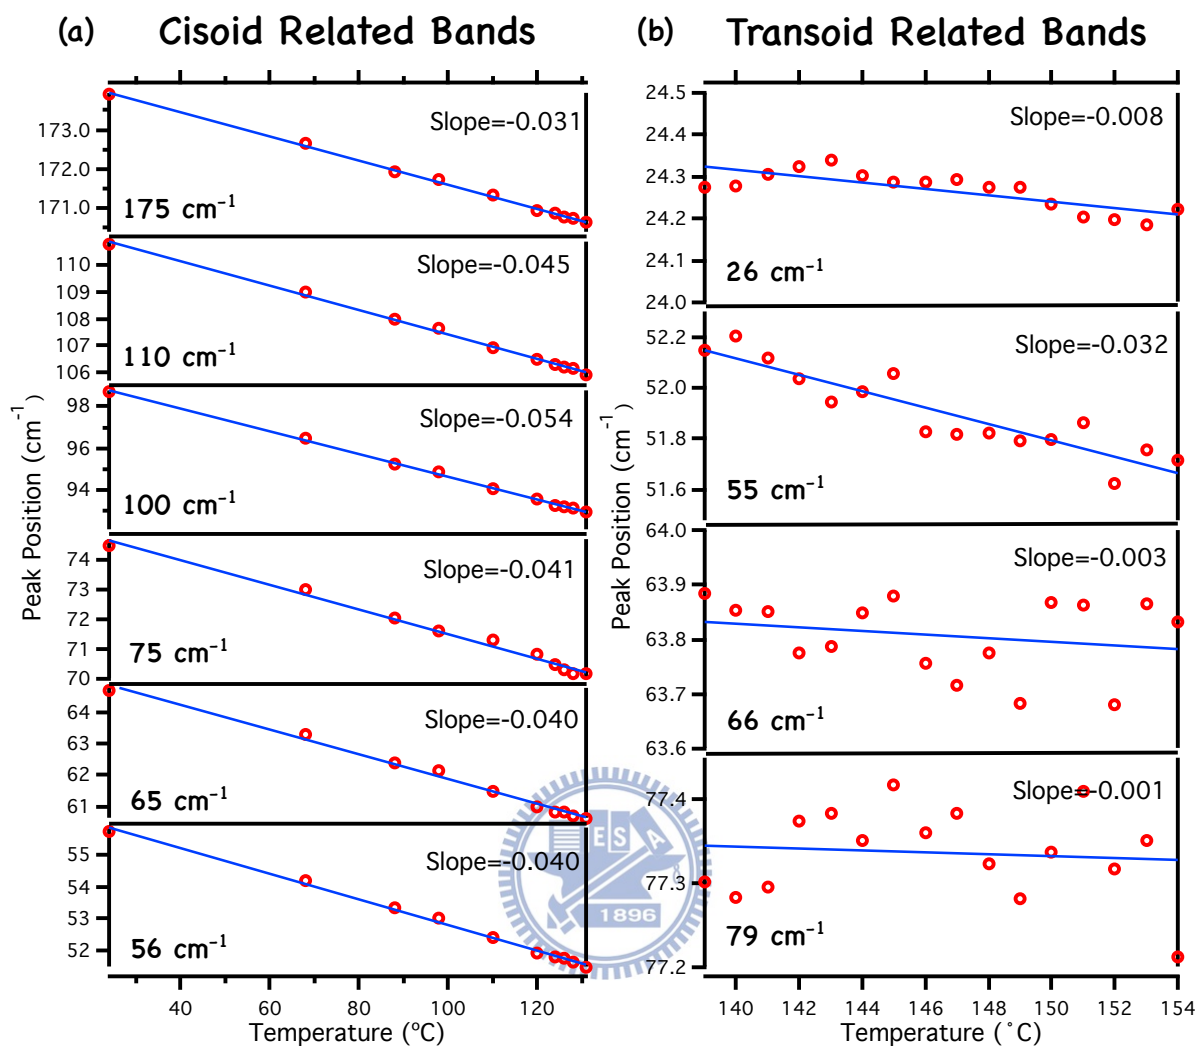 (a) Cisoid Related Bands
(b) Transoid Related Bands
Peak Position (cm⁻¹)
173.0
172.0
171.0
Slope=-0.031
175 cm⁻¹
110
109
108
107
106
Slope=-0.045
110 cm⁻¹
98
96
94
Slope=-0.054
100 cm⁻¹
74
73
72
71
70
Slope=-0.041
75 cm⁻¹
64
63
62
61
Slope=-0.040
65 cm⁻¹
55
54
53
52
Slope=-0.040
56 cm⁻¹
40 60 80 100 120
Temperature (ºC)
Peak Position (cm⁻¹)
24.5
24.4
24.3
24.2
24.1
24.0
Slope=-0.008
26 cm⁻¹
52.2
52.0
51.8
51.6
Slope=-0.032
55 cm⁻¹
64.0
63.9
63.8
63.7
63.6
Slope=-0.003
66 cm⁻¹
77.4
77.3
77.2
Slope=-0.001
79 cm⁻¹
140 142 144 146 148 150 152 154
Temperature (˚C)
E S A
1896